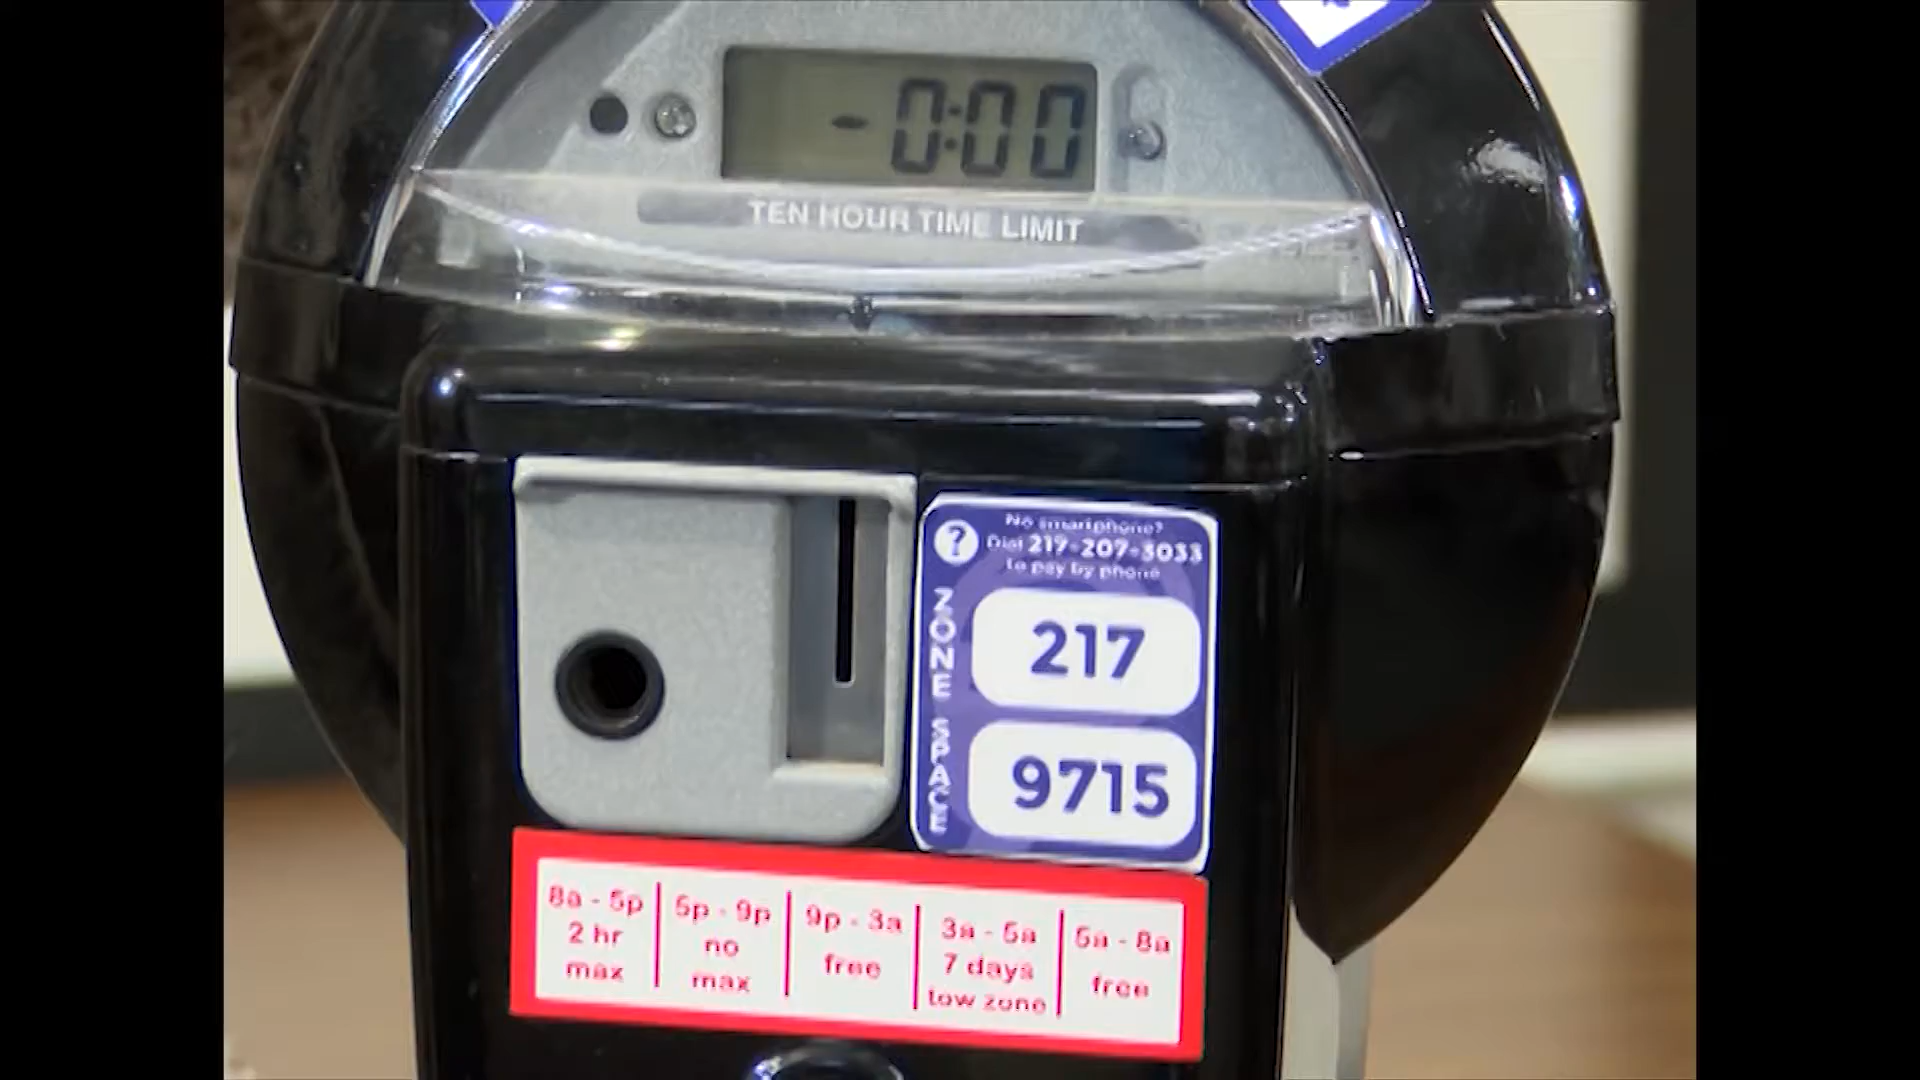 -0:00
TEN HOUR TIME LIMIT
? No smartphone?
Dial 217-207-3033
to pay by phone
ZONE 217
SPACE 9715
8a - 5p
2 hr
max
5p - 9p
no
max
9p - 3a
free
3a - 5a
7 days
tow zone
5a - 8a
free